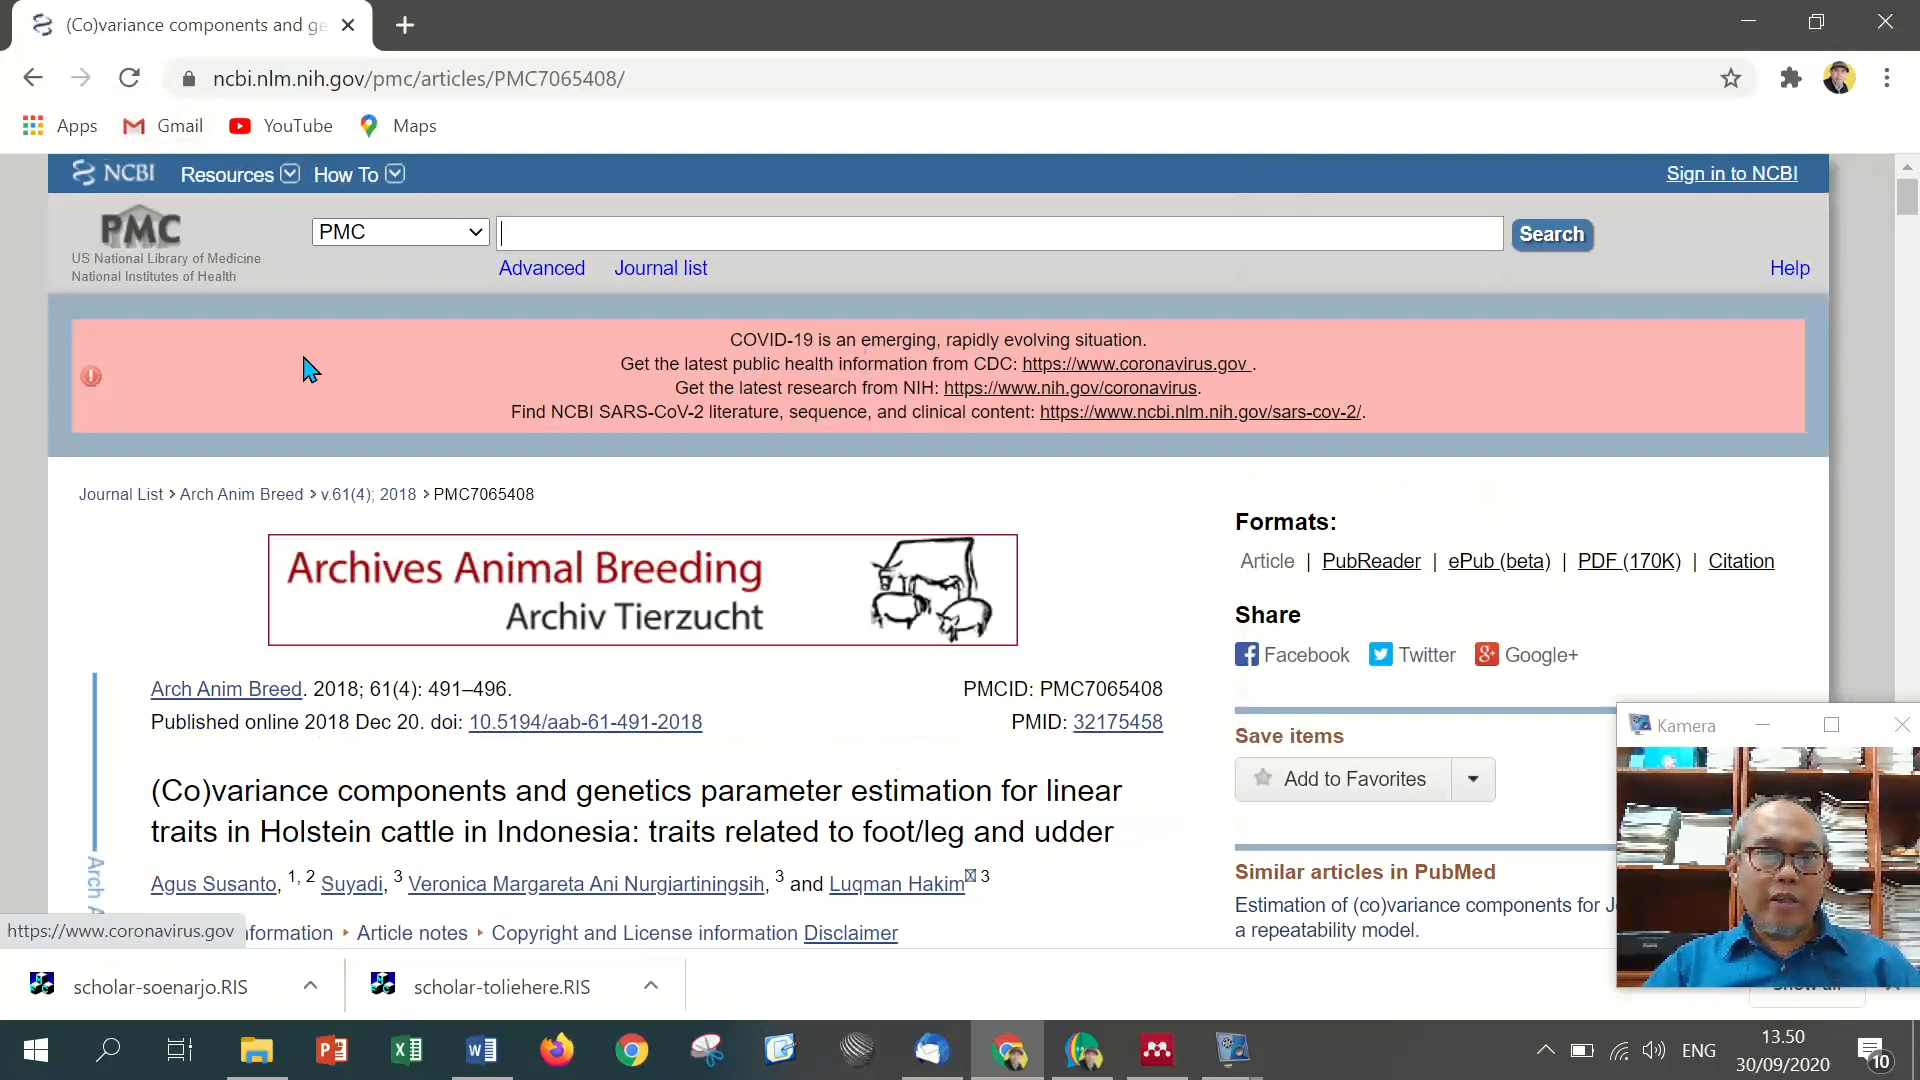 (Co)variance components and ge
ncbi.nlm.nih.gov/pmc/articles/PMC7065408/
Apps
Gmail
YouTube
Maps
NCBI
Resources
How To
Sign in to NCBI
PMC
US National Library of Medicine
National Institutes of Health
PMC
Search
Advanced
Journal list
Help
COVID-19 is an emerging, rapidly evolving situation.
Get the latest public health information from CDC: https://www.coronavirus.gov .
Get the latest research from NIH: https://www.nih.gov/coronavirus.
Find NCBI SARS-CoV-2 literature, sequence, and clinical content: https://www.ncbi.nlm.nih.gov/sars-cov-2/.
Journal List > Arch Anim Breed > v.61(4); 2018 > PMC7065408
Archives Animal Breeding
Archiv Tierzucht
Arch Anim Breed. 2018; 61(4): 491–496.
PMCID: PMC7065408
Published online 2018 Dec 20. doi: 10.5194/aab-61-491-2018
PMID: 32175458
(Co)variance components and genetics parameter estimation for linear
traits in Holstein cattle in Indonesia: traits related to foot/leg and udder
Agus Susanto, 1, 2 Suyadi, 3 Veronica Margareta Ani Nurgiartiningsih, 3 and Luqman Hakim 3
nformation ▸ Article notes ▸ Copyright and License information Disclaimer
Arch A
Formats:
Article | PubReader | ePub (beta) | PDF (170K) | Citation
Share
Facebook
Twitter
Google+
Save items
Add to Favorites
Similar articles in PubMed
Estimation of (co)variance components for J
a repeatability model.
Kamera
https://www.coronavirus.gov
scholar-soenarjo.RIS
scholar-toliehere.RIS
Show all
ENG
13.50
30/09/2020
10